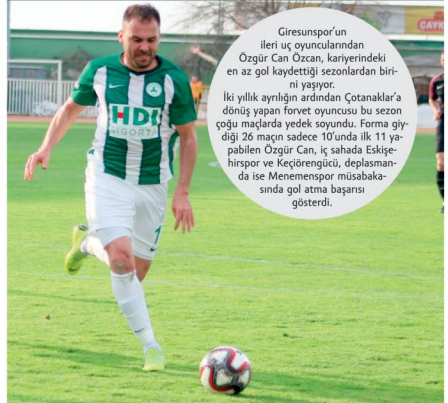 Giresunspor’un
ileri uç oyuncularından
Özgür Can Özcan, kariyerindeki
en az gol kaydettiği sezonlardan biri-
ni yaşıyor.
İki yıllık ayrılığın ardından Çotanaklar’a
dönüş yapan forvet oyuncusu bu sezon
çoğu maçlarda yedek soyundu. Forma giy-
diği 26 maçın sadece 10’unda ilk 11 ya-
pabilen Özgür Can, iç sahada Eskişe-
hirspor ve Keçiörengücü, deplasman-
da ise Menemenspor müsabaka-
sında gol atma başarısı
gösterdi.
ÇAYK
HDI
SIGORTA